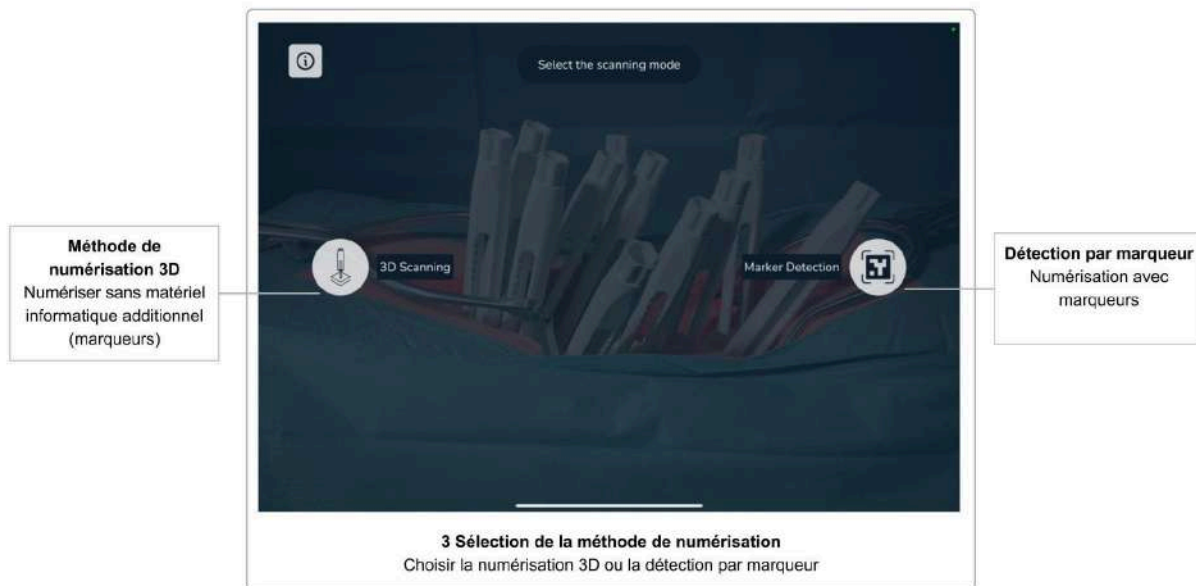 Select the scanning mode
Méthode de
numérisation 3D
Numériser sans matériel
informatique additionnel
(marqueurs)
3D Scanning
Marker Detection
Détection par marqueur
Numérisation avec
marqueurs
3 Sélection de la méthode de numérisation
Choisir la numérisation 3D ou la détection par marqueur